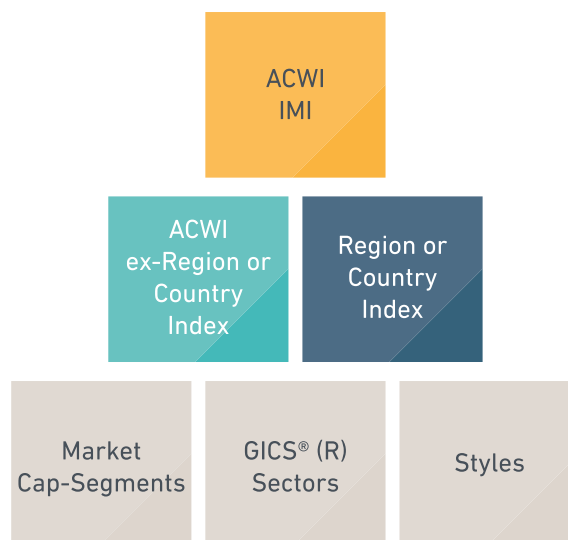 ACWI
IMI
ACWI
ex-Region or
Country
Index
Region or
Country
Index
Market
Cap-Segments
GICS® (R)
Sectors
Styles